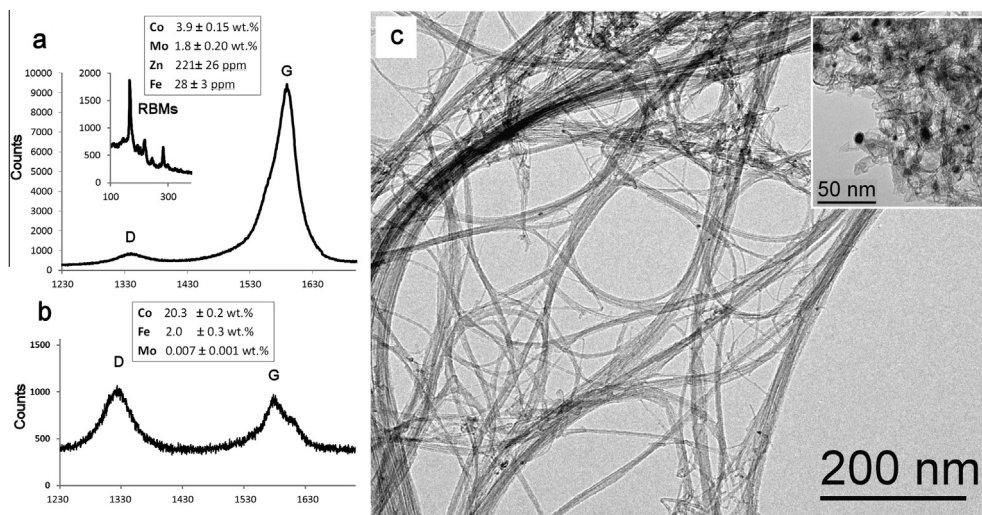 a
Co 3.9 ± 0.15 wt.%
Mo 1.8 ± 0.20 wt.%
Zn 221± 26 ppm
Fe 28 ± 3 ppm
G
10000
9000
8000
7000
6000
5000
4000
3000
2000
1000
0
Counts
2000
1500
1000
500
0
RBMs
100 300
D
1230 1330 1430 1530 1630
b
Co 20.3 ± 0.2 wt.%
Fe 2.0 ± 0.3 wt.%
Mo 0.007 ± 0.001 wt.%
1500
1000
500
0
Counts
D
G
1230 1330 1430 1530 1630
c
50 nm
200 nm